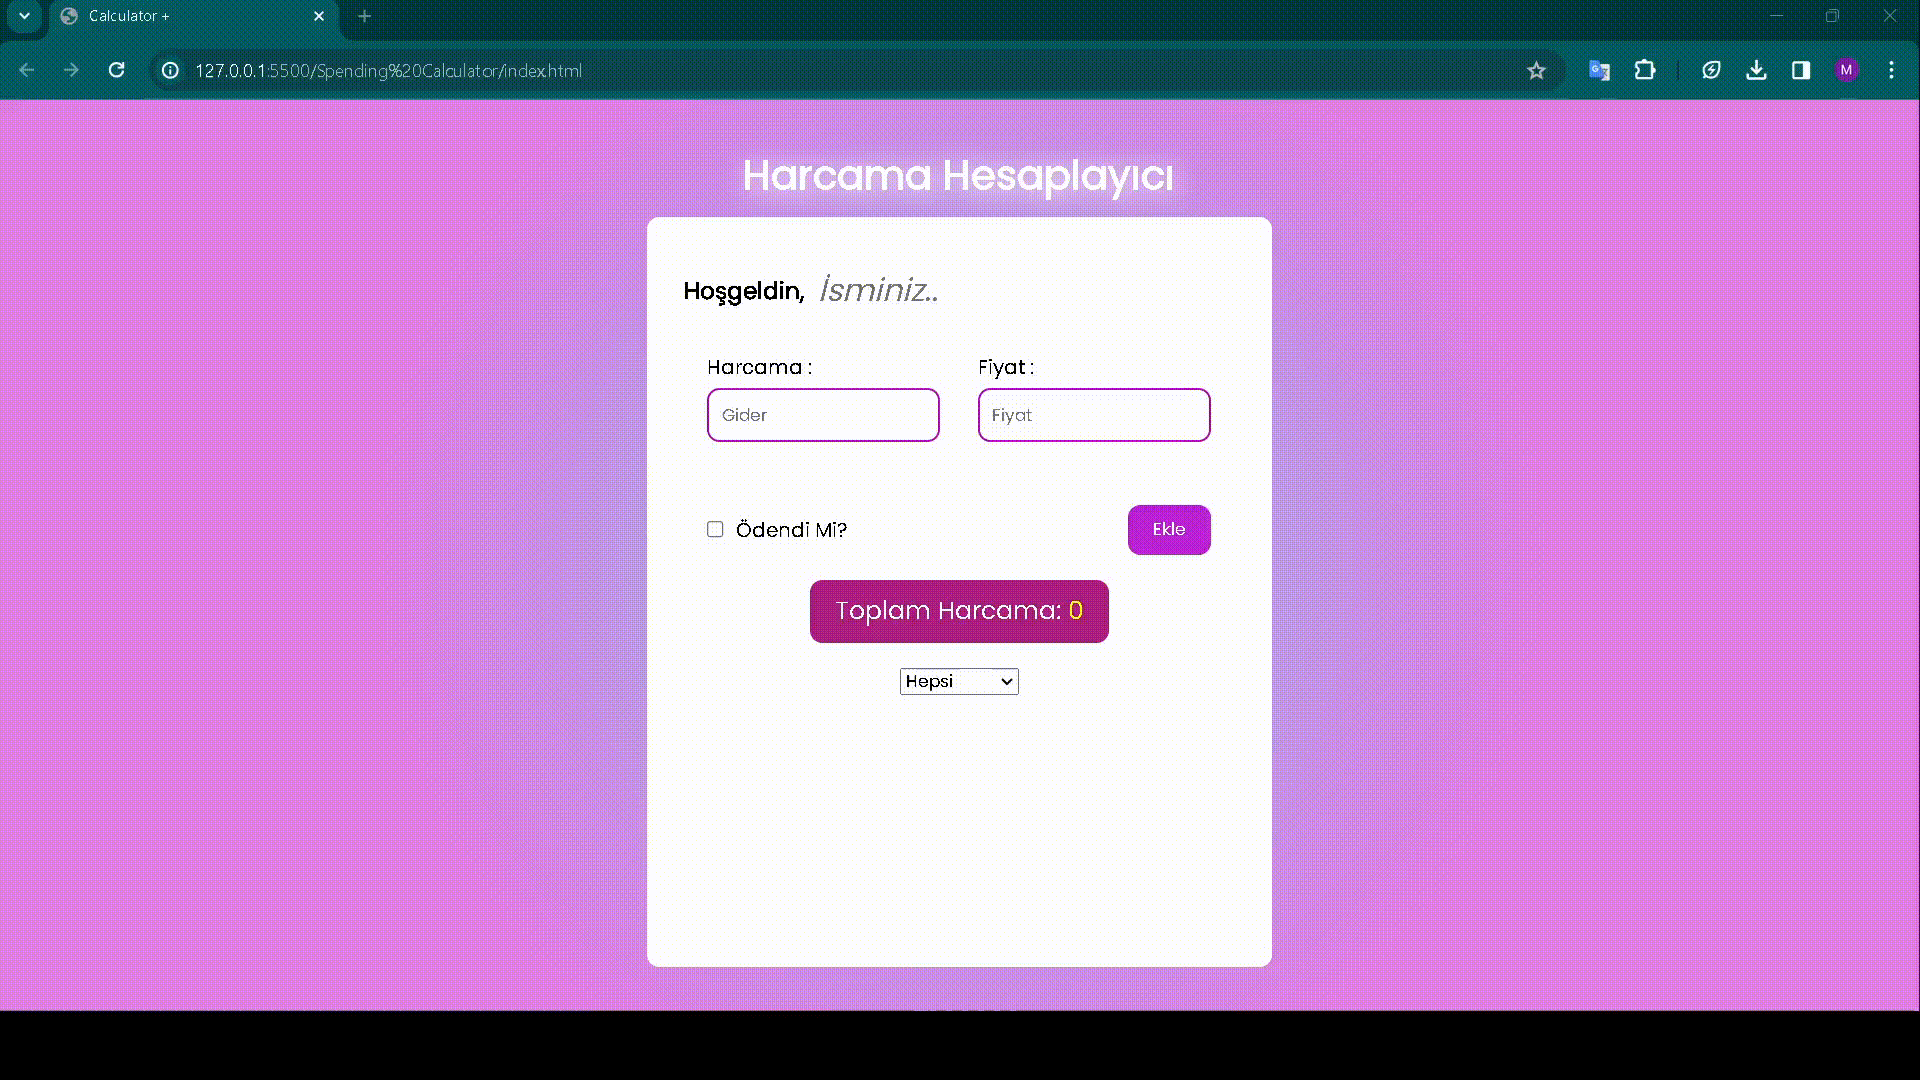 Calculator +
127.0.0.1:5500/Spending%20Calculator/index.html
M
Harcama Hesaplayıcı
Hoşgeldin, İsminiz..
Harcama : Fiyat :
Gider Fiyat
Ödendi Mi? Ekle
Toplam Harcama: 0
Hepsi